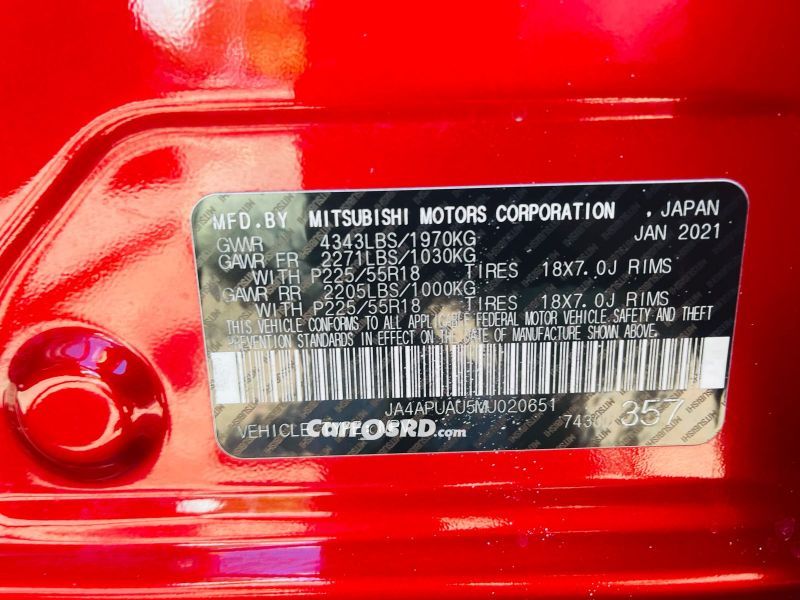 MFD.BY MITSUBISHI MOTORS CORPORATION . JAPAN
GVWR 4343LBS/1970KG JAN 2021
GAWR FR 2271LBS/1030KG
WITH P225/55R18 TIRES 18X7.0J RIMS
GAWR RR 2205LBS/1000KG
WITH P225/55R18 TIRES 18X7.0J RIMS
THIS VEHICLE CONFORMS TO ALL APPLICABLE FEDERAL MOTOR VEHICLE SAFETY AND THEFT
PREVENTION STANDARDS IN EFFECT ON THE DATE OF MANUFACTURE SHOWN ABOVE.
JA4APUAU5MU020651
VEHICLE 357
CarFOSRD.com